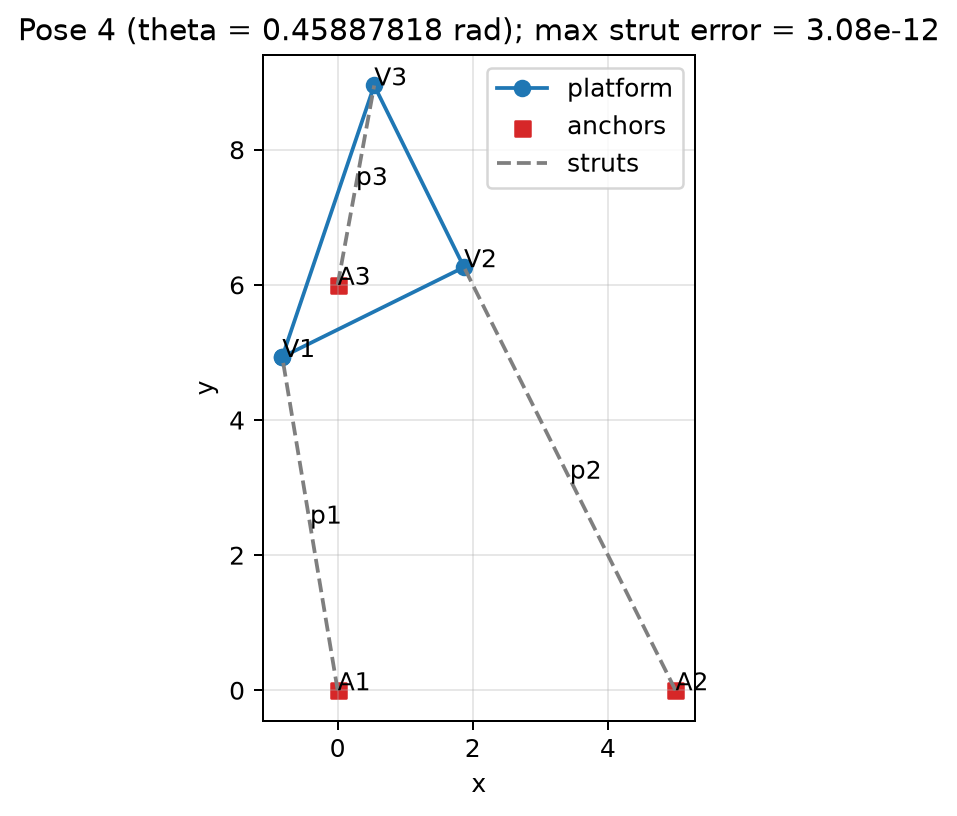 Pose 4 (theta = 0.45887818 rad); max strut error = 3.08e-12
V3
platform
anchors
struts
8
p3
V2
A3
6
V1
y
4
p2
p1
2
A1
A2
0
0
2
4
x